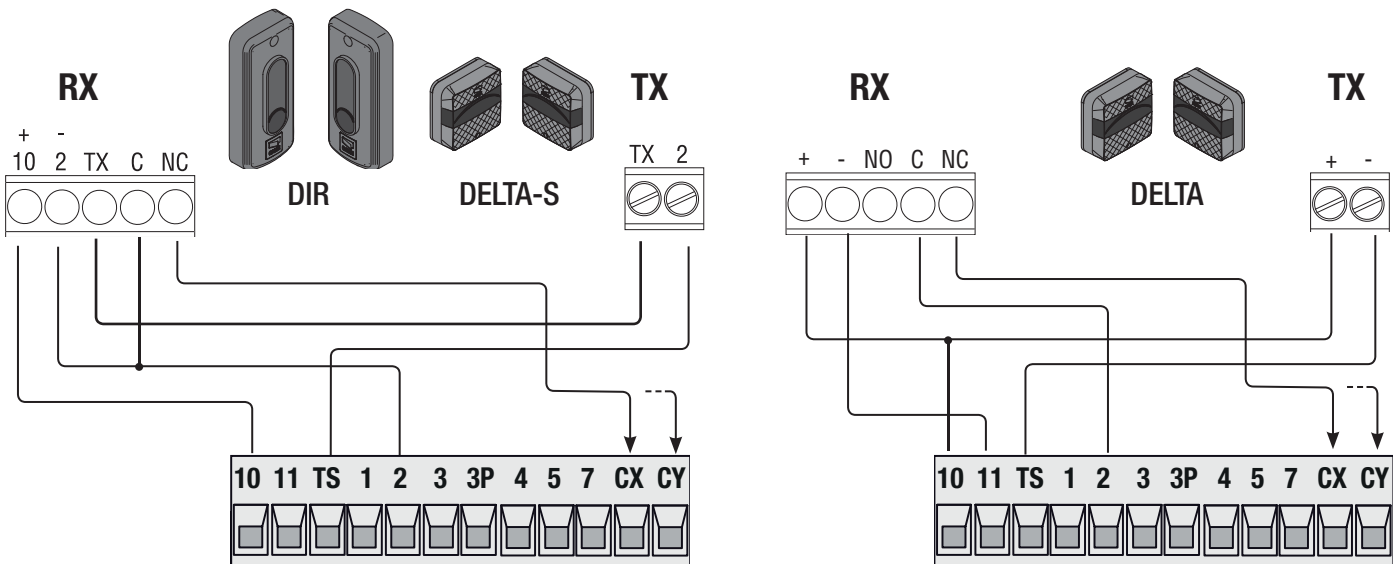 RX
+ -
10 2 TX C NC
DIR
DELTA-S
TX
TX 2
10 11 TS 1 2 3 3P 4 5 7 CX CY
RX
+ - NO C NC
DELTA
TX
+ -
10 11 TS 1 2 3 3P 4 5 7 CX CY